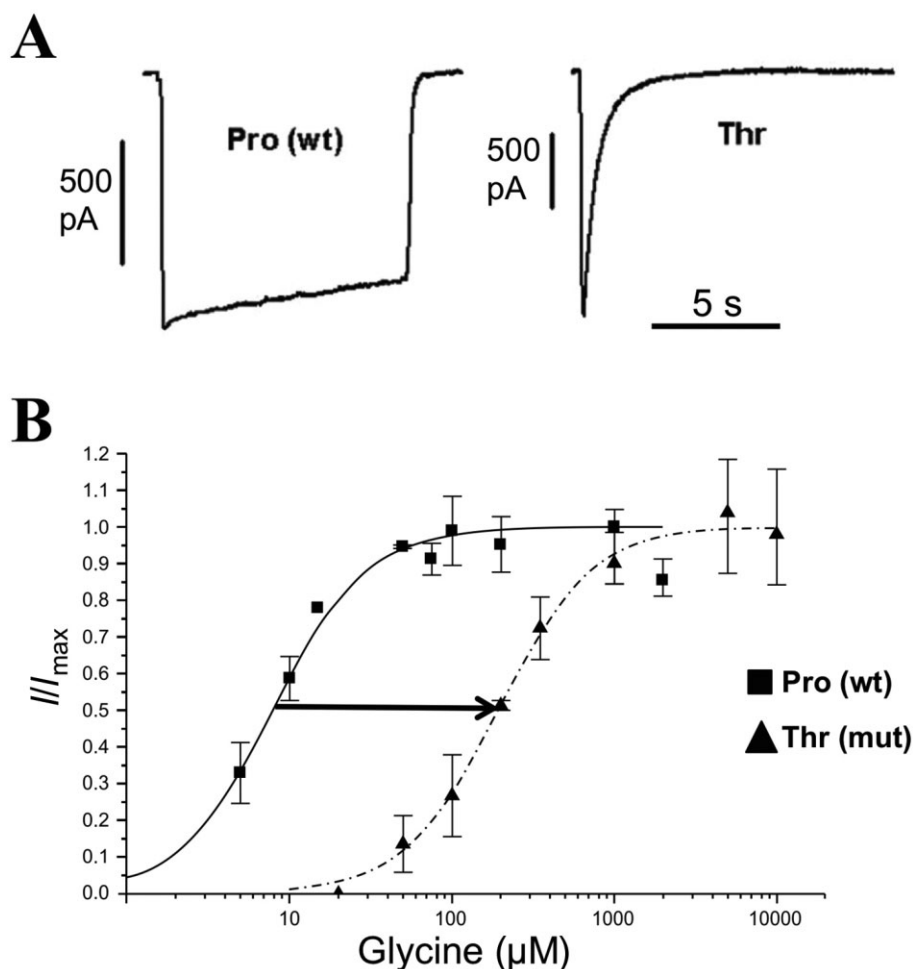 A
Pro (wt)
500
pA
500
pA
Thr
5 s
B
1.2
1.1
1.0
0.9
0.8
0.7
0.6
0.5
0.4
0.3
0.2
0.1
0.0
I/Imax
10
100
1000
10000
Glycine (µM)
Pro (wt)
Thr (mut)